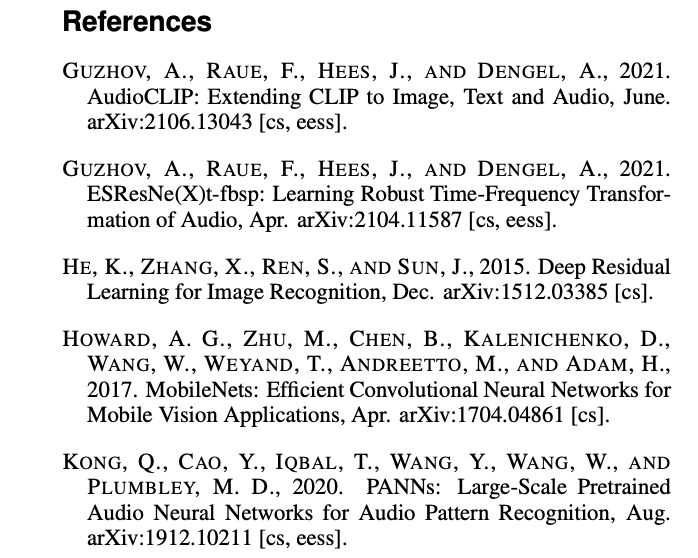 References
GUZHOV, A., RAUE, F., HEES, J., AND DENGEL, A., 2021.
AudioCLIP: Extending CLIP to Image, Text and Audio, June.
arXiv:2106.13043 [cs, eess].
GUZHOV, A., RAUE, F., HEES, J., AND DENGEL, A., 2021.
ESResNe(X)t-fbsp: Learning Robust Time-Frequency Transfor-
mation of Audio, Apr. arXiv:2104.11587 [cs, eess].
HE, K., ZHANG, X., REN, S., AND SUN, J., 2015. Deep Residual
Learning for Image Recognition, Dec. arXiv:1512.03385 [cs].
HOWARD, A. G., ZHU, M., CHEN, B., KALENICHENKO, D.,
WANG, W., WEYAND, T., ANDREETTO, M., AND ADAM, H.,
2017. MobileNets: Efficient Convolutional Neural Networks for
Mobile Vision Applications, Apr. arXiv:1704.04861 [cs].
KONG, Q., CAO, Y., IQBAL, T., WANG, Y., WANG, W., AND
PLUMBLEY, M. D., 2020. PANNs: Large-Scale Pretrained
Audio Neural Networks for Audio Pattern Recognition, Aug.
arXiv:1912.10211 [cs, eess].